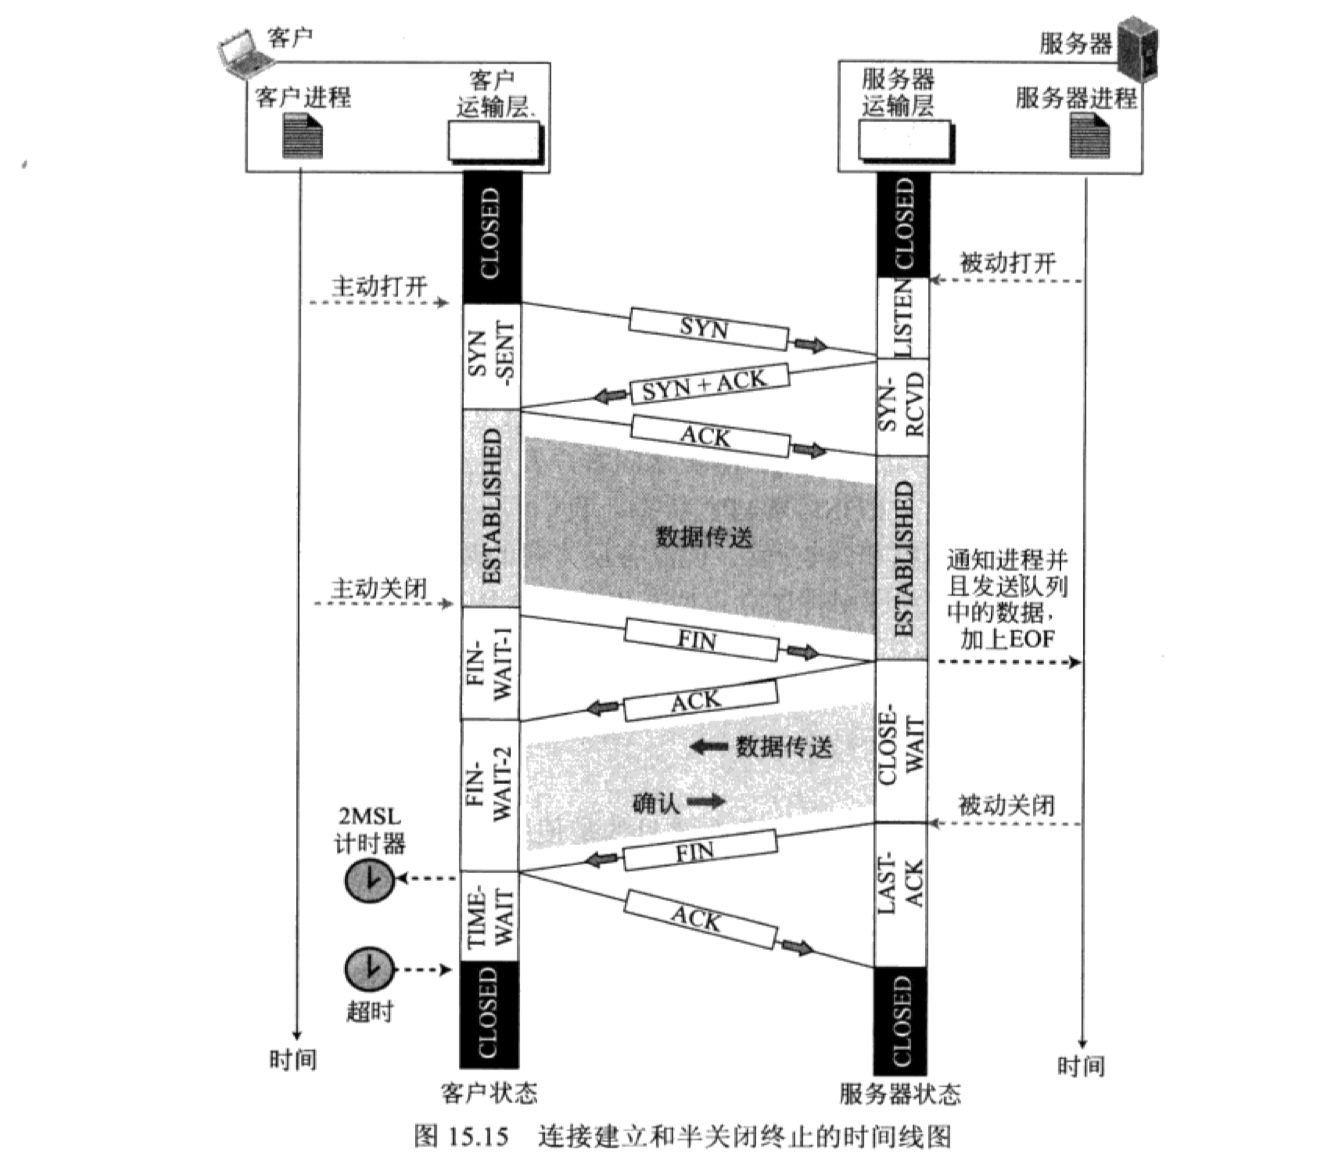 客户
服务器
客户进程
客户
运输层
服务器
运输层
服务器进程
CLOSED
CLOSED
主动打开
被动打开
LISTEN
SYN
SYN
-SENT
SYN + ACK
SYN-
RCVD
ACK
ESTABLISHED
数据传送
ESTABLISHED
通知进程并
且发送队列
中的数据,
加上EOF
主动关闭
FIN
FIN-
WAIT-1
ACK
CLOSE-
WAIT
数据传送
FIN-
WAIT-2
确认
被动关闭
2MSL
计时器
FIN
LAST-
ACK
TIME-
WAIT
ACK
超时
CLOSED
CLOSED
时间
时间
客户状态
服务器状态
图 15.15 连接建立和半关闭终止的时间线图